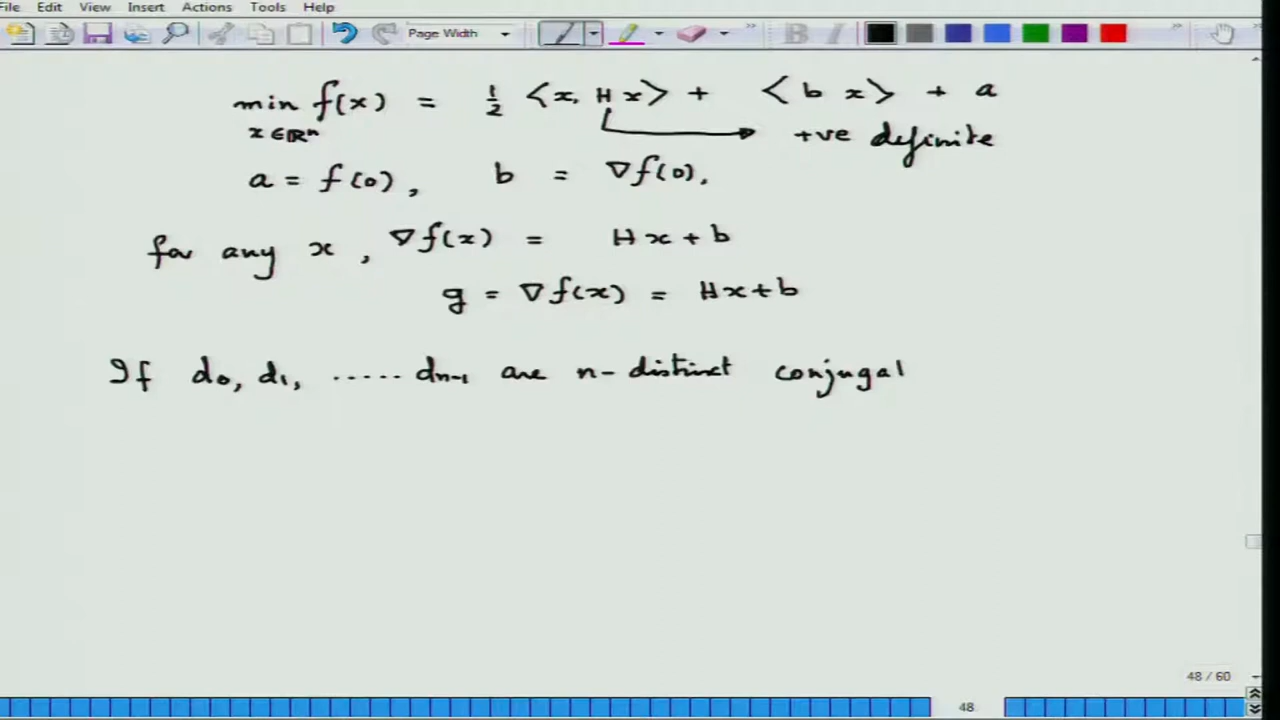 File Edit View Insert Actions Tools Help
Page Width
min f(x) = 1/2 <x, Hx> + <b x> + a
x∈ℝⁿ
+ve definite
a = f(0), b = ∇f(0).
for any x, ∇f(x) = Hx + b
g = ∇f(x) = Hx + b
If d₀, d₁, ..... dₙ₋₁ are n-distinct conjugal
48 / 60
48